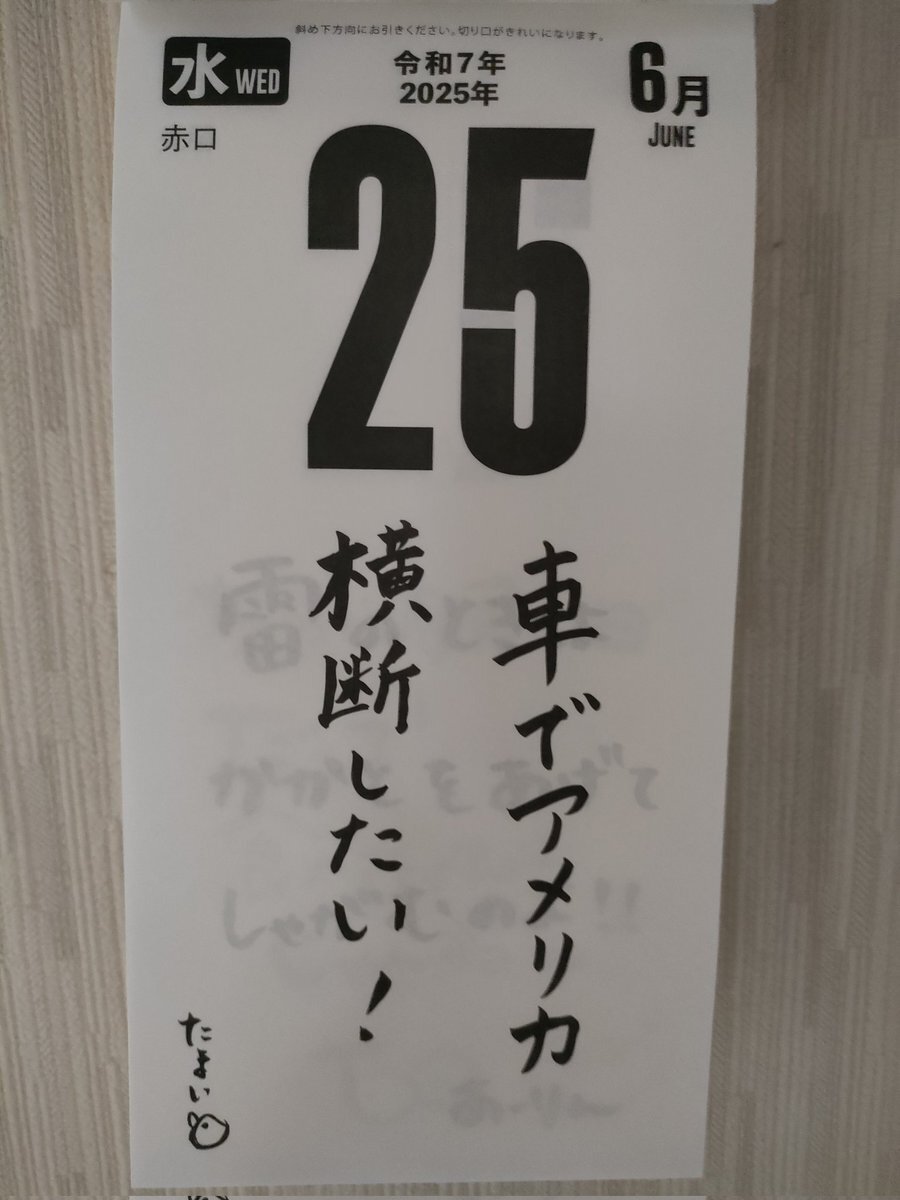 斜め下方向にお引きください。切り口がきれいになります。
水 WED
令和7年
2025年
6月
JUNE
赤口
25
車でアメリカ
横断したい!
たまい